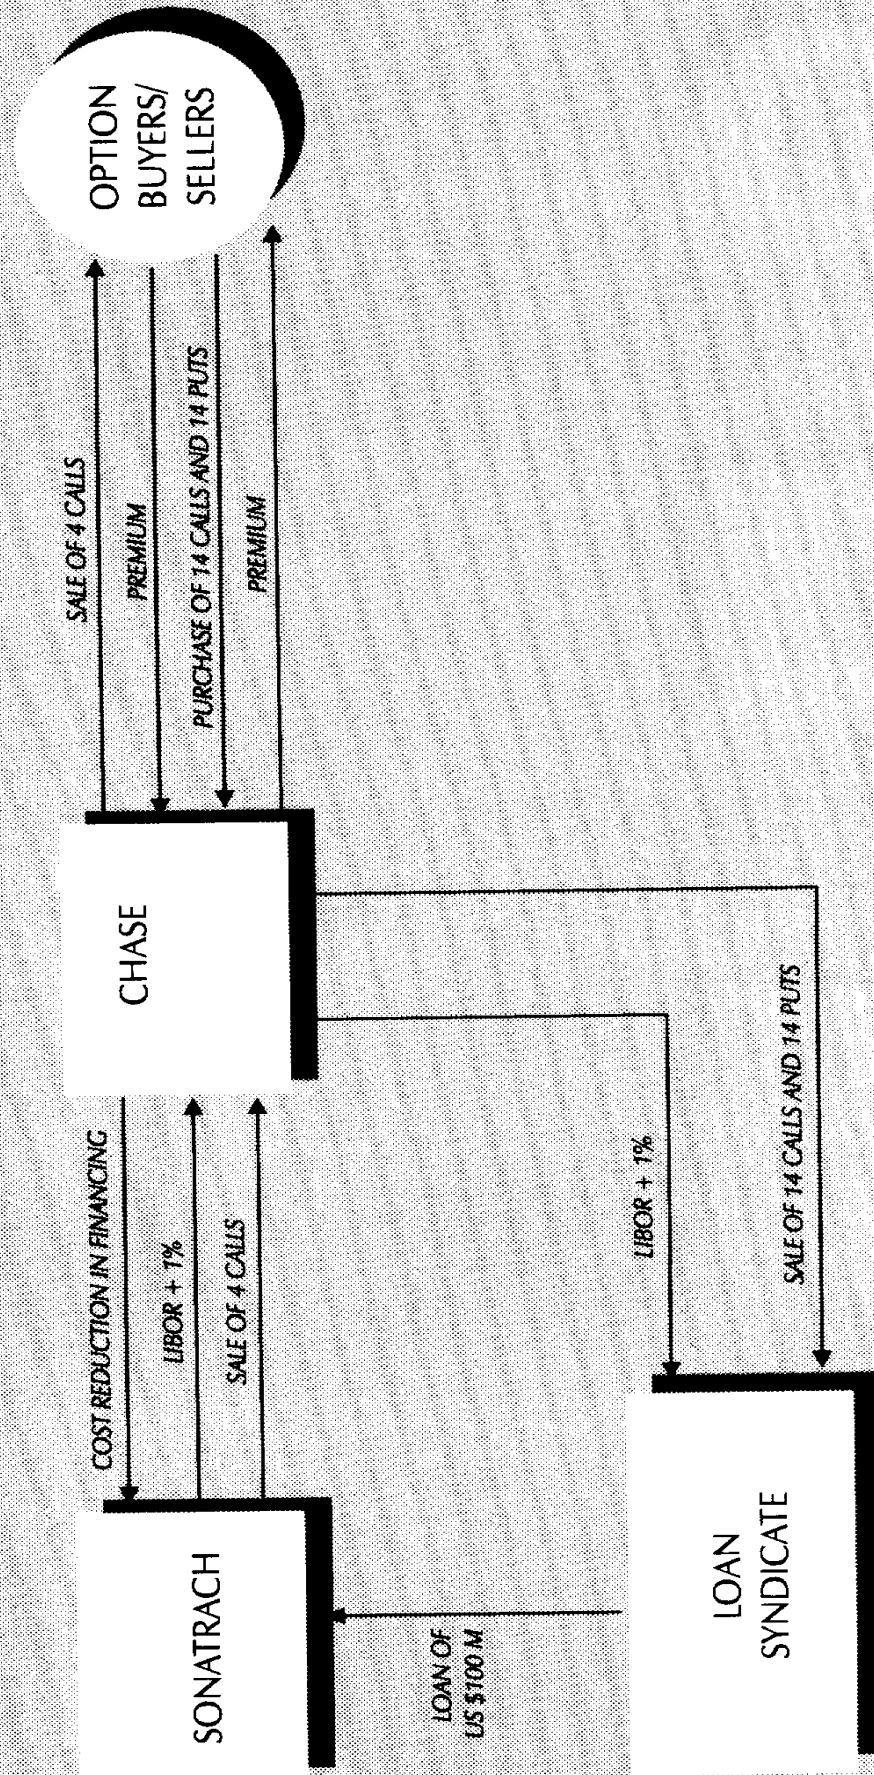 SONATRACH
COST REDUCTION IN FINANCING
LIBOR + 1%
SALE OF 4 CALLS
CHASE
SALE OF 4 CALLS
PREMIUM
PURCHASE OF 14 CALLS AND 14 PUTS
PREMIUM
OPTION
BUYERS/
SELLERS
LOAN OF
US $100 M
LIBOR + 1%
SALE OF 14 CALLS AND 14 PUTS
LOAN
SYNDICATE